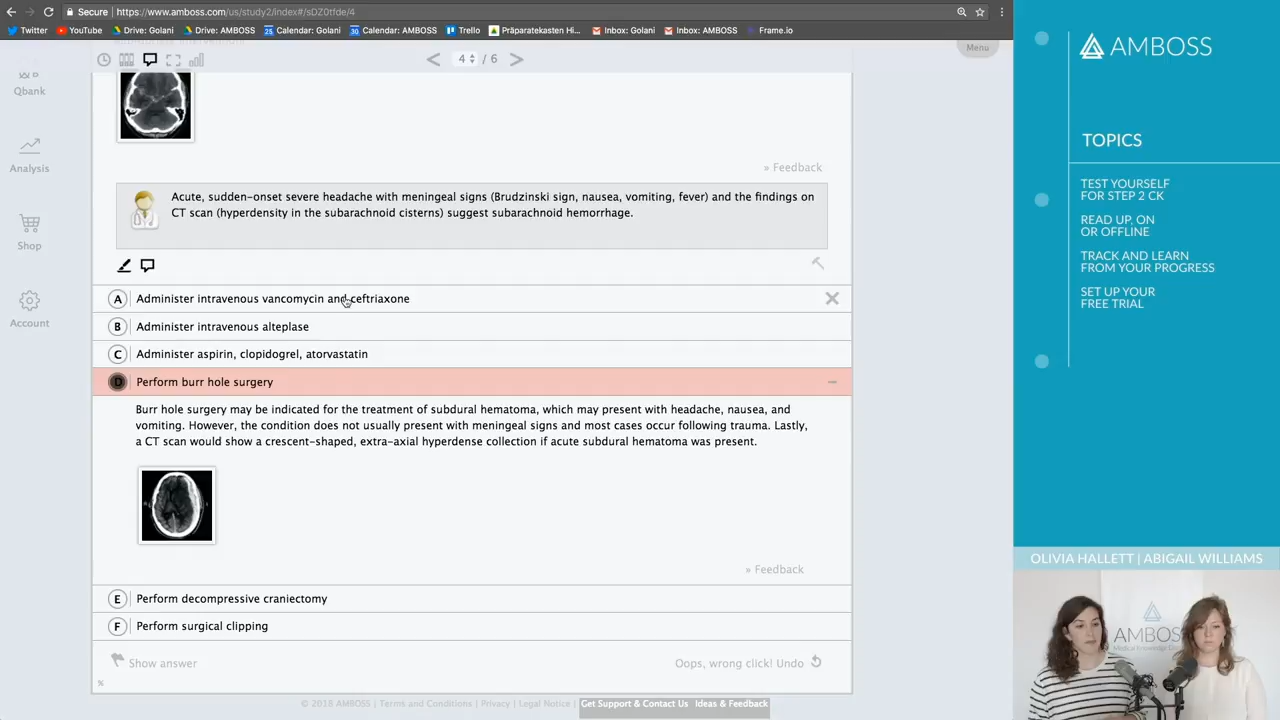 Secure | https://www.amboss.com/us/study2/index#/sDZ0tfde/4
Twitter YouTube Drive: Golani Drive: AMBOSS Calendar: Golani Calendar: AMBOSS Trello Präparatekasten Hi... Inbox: Golani Inbox: AMBOSS Frame.io
Qbank
Analysis
Shop
Account
4 / 6
Menu
» Feedback
Acute, sudden-onset severe headache with meningeal signs (Brudzinski sign, nausea, vomiting, fever) and the findings on
CT scan (hyperdensity in the subarachnoid cisterns) suggest subarachnoid hemorrhage.
A Administer intravenous vancomycin and ceftriaxone
B Administer intravenous alteplase
C Administer aspirin, clopidogrel, atorvastatin
D Perform burr hole surgery
Burr hole surgery may be indicated for the treatment of subdural hematoma, which may present with headache, nausea, and
vomiting. However, the condition does not usually present with meningeal signs and most cases occur following trauma. Lastly,
a CT scan would show a crescent-shaped, extra-axial hyperdense collection if acute subdural hematoma was present.
» Feedback
E Perform decompressive craniectomy
F Perform surgical clipping
Show answer
Oops, wrong click! Undo
%
© 2018 AMBOSS | Terms and Conditions | Privacy | Legal Notice | Get Support & Contact Us Ideas & Feedback
AMBOSS
TOPICS
TEST YOURSELF
FOR STEP 2 CK
READ UP, ON
OR OFFLINE
TRACK AND LEARN
FROM YOUR PROGRESS
SET UP YOUR
FREE TRIAL
OLIVIA HALLETT | ABIGAIL WILLIAMS
AMBOSS